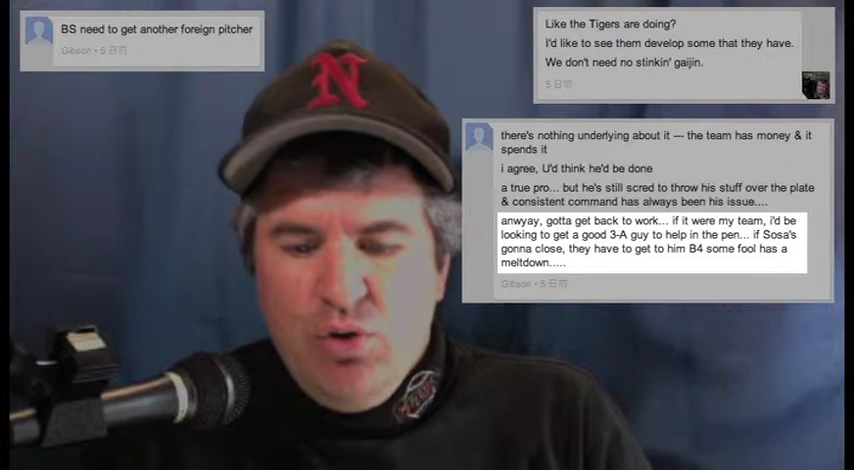 BS need to get another foreign pitcher
Gibson • 5 日前
Like the Tigers are doing?
I'd like to see them develop some that they have.
We don't need no stinkin' gaijin.
5 日前
there's nothing underlying about it --- the team has money & it
spends it
i agree, U'd think he'd be done
a true pro... but he's still scred to throw his stuff over the plate
& consistent command has always been his issue....
anwyay, gotta get back to work... if it were my team, i'd be
looking to get a good 3-A guy to help in the pen... if Sosa's
gonna close, they have to get to him B4 some fool has a
meltdown.....
Gibson • 5 日前
N